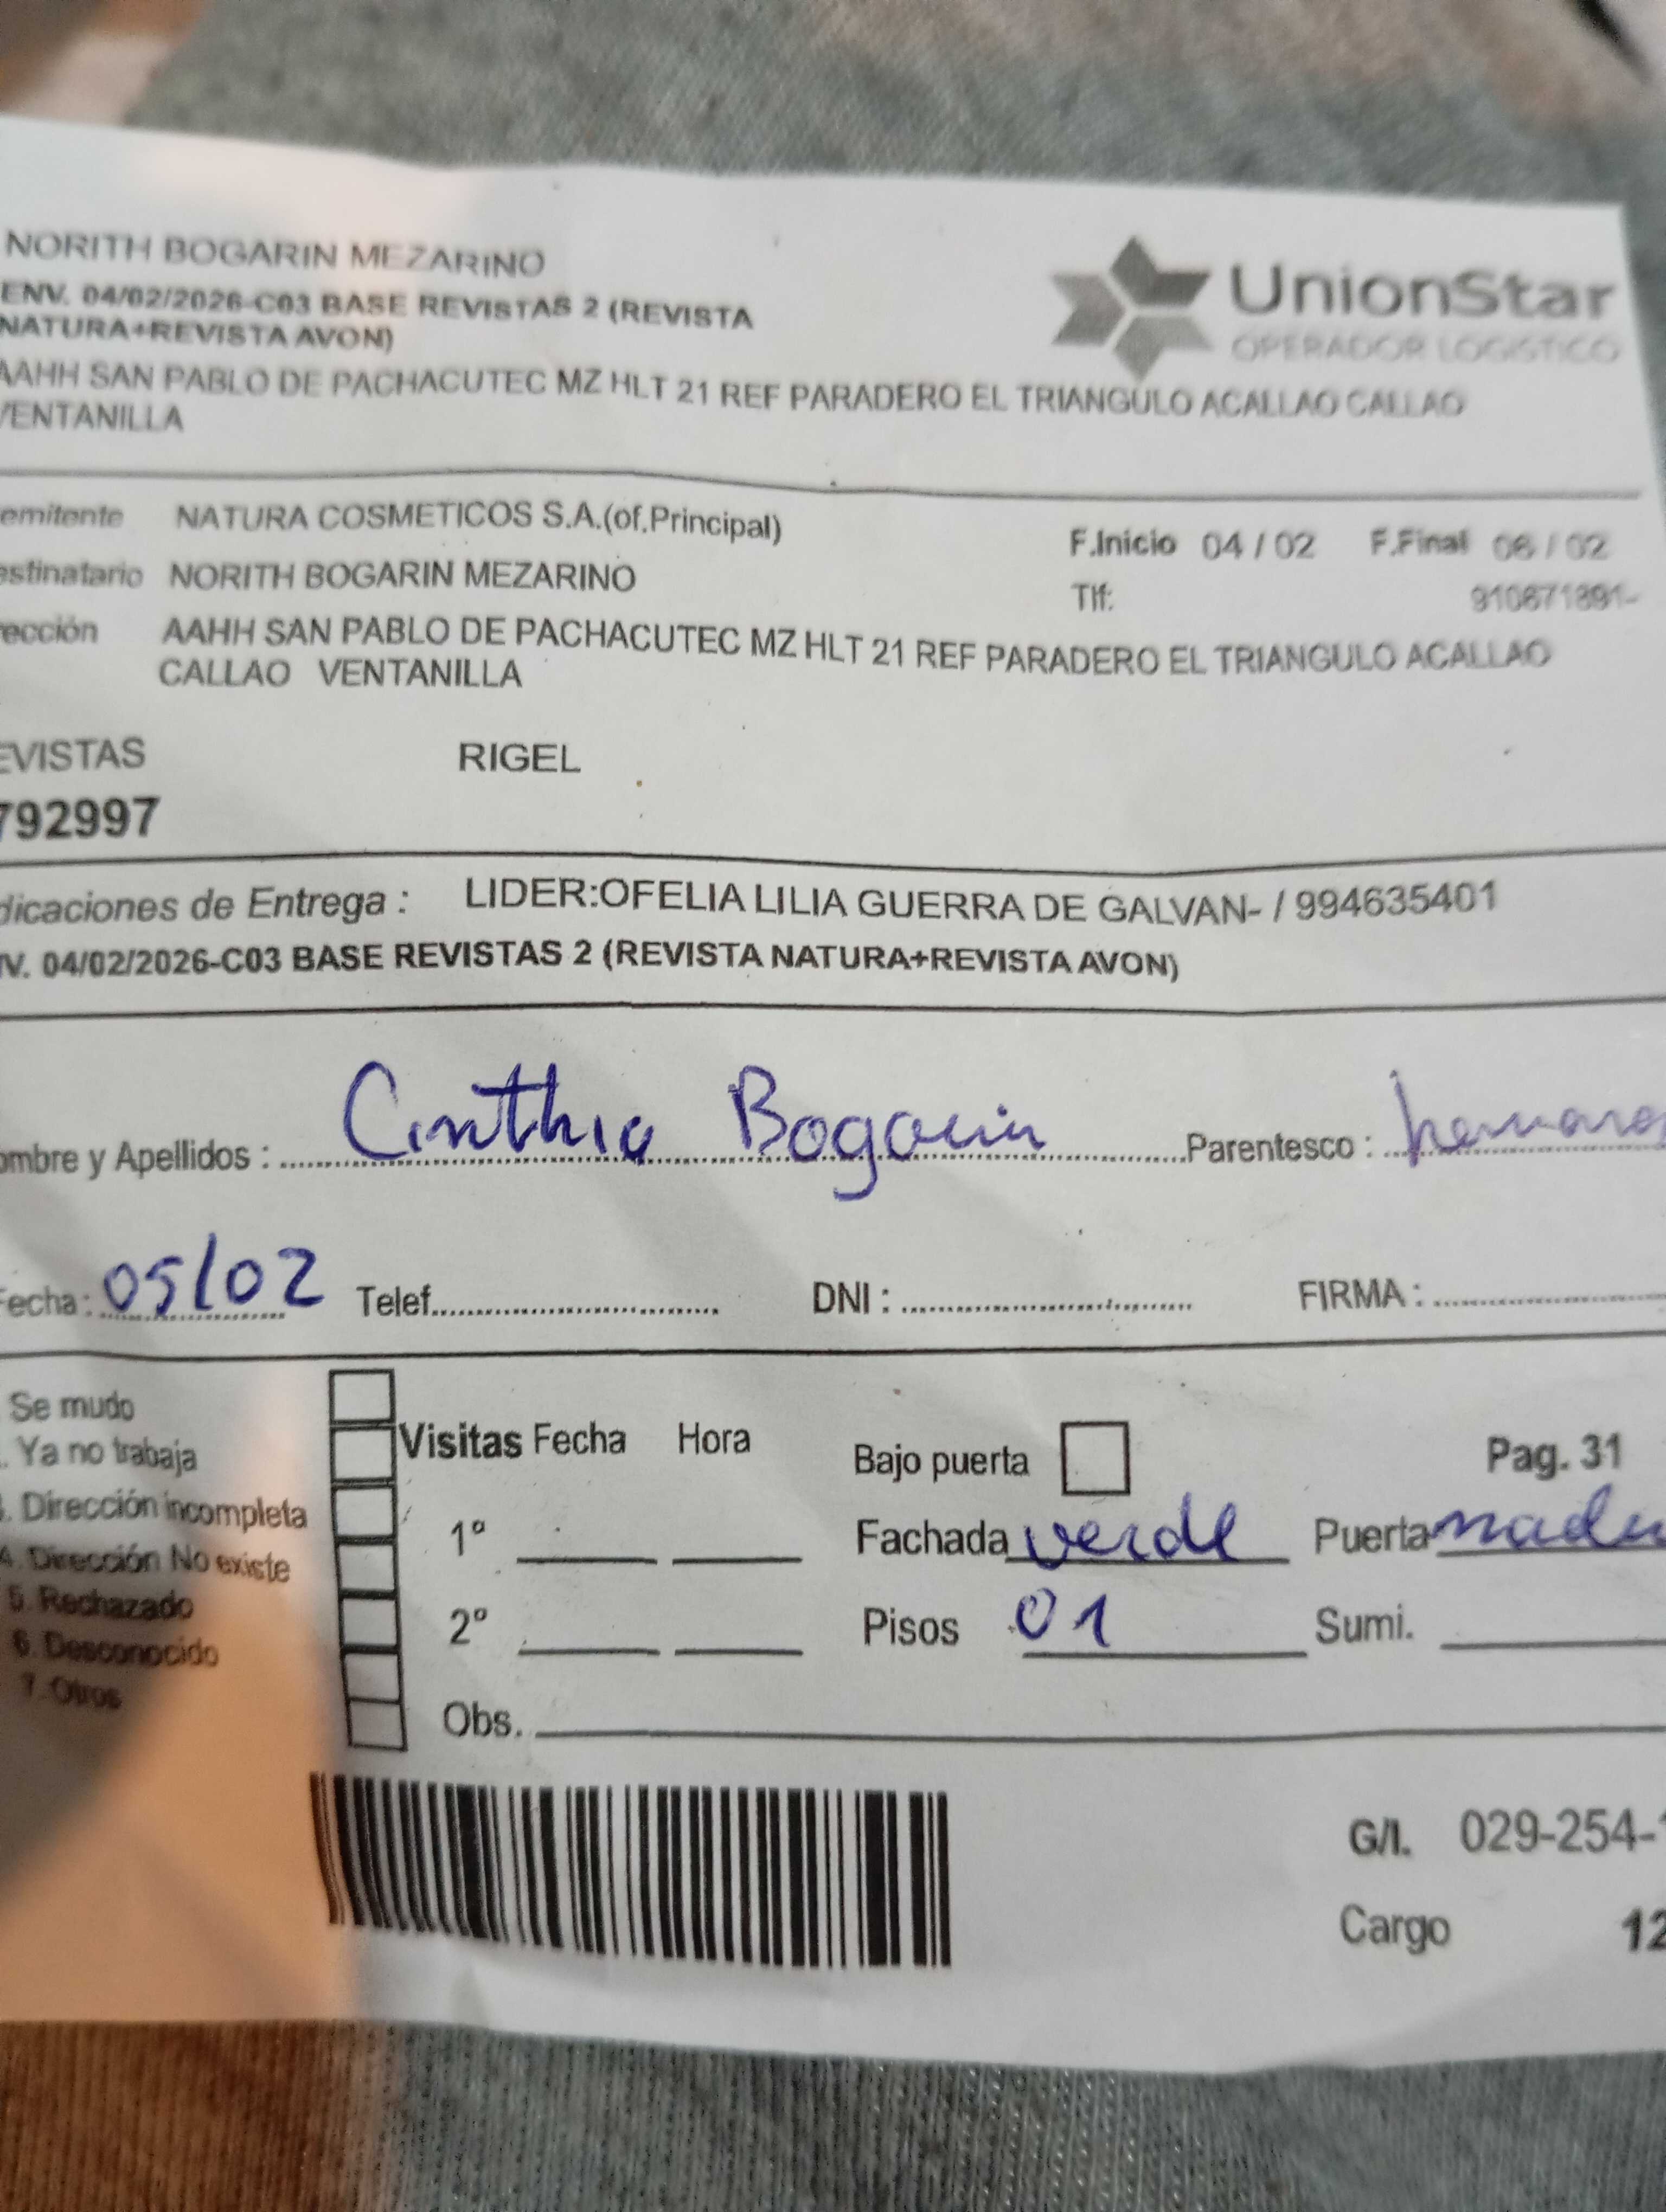 NORITH BOGARIN MEZARINO
ENV. 04/02/2026-C03 BASE REVISTAS 2 (REVISTA
NATURA+REVISTA AVON)
AAHH SAN PABLO DE PACHACUTEC MZ HLT 21 REF PARADERO EL TRIANGULO ACALLAO CALLAO
VENTANILLA
UnionStar
OPERADOR LOGISTICO
emitente NATURA COSMETICOS S.A.(of.Principal)
F.Inicio 04 / 02 F.Final 06 / 02
estinatario NORITH BOGARIN MEZARINO
Tlf: 910671891-
rección AAHH SAN PABLO DE PACHACUTEC MZ HLT 21 REF PARADERO EL TRIANGULO ACALLAO
CALLAO VENTANILLA
EVISTAS RIGEL
792997
dicaciones de Entrega : LIDER:OFELIA LILIA GUERRA DE GALVAN- / 994635401
V. 04/02/2026-C03 BASE REVISTAS 2 (REVISTA NATURA+REVISTA AVON)
ombre y Apellidos : Cinthia Bogarin Parentesco :
Fecha: 05/02 Telef. DNI : FIRMA :
Se mudo
Ya no trabaja
. Dirección incompleta
4. Dirección No existe
5. Rechazado
6. Desconocido
7. Otros
Visitas Fecha Hora
1º
2º
Obs.
Bajo puerta Pag. 31
Fachada verde Puerta
Pisos 01 Sumi.
G/I. 029-254-
Cargo 12